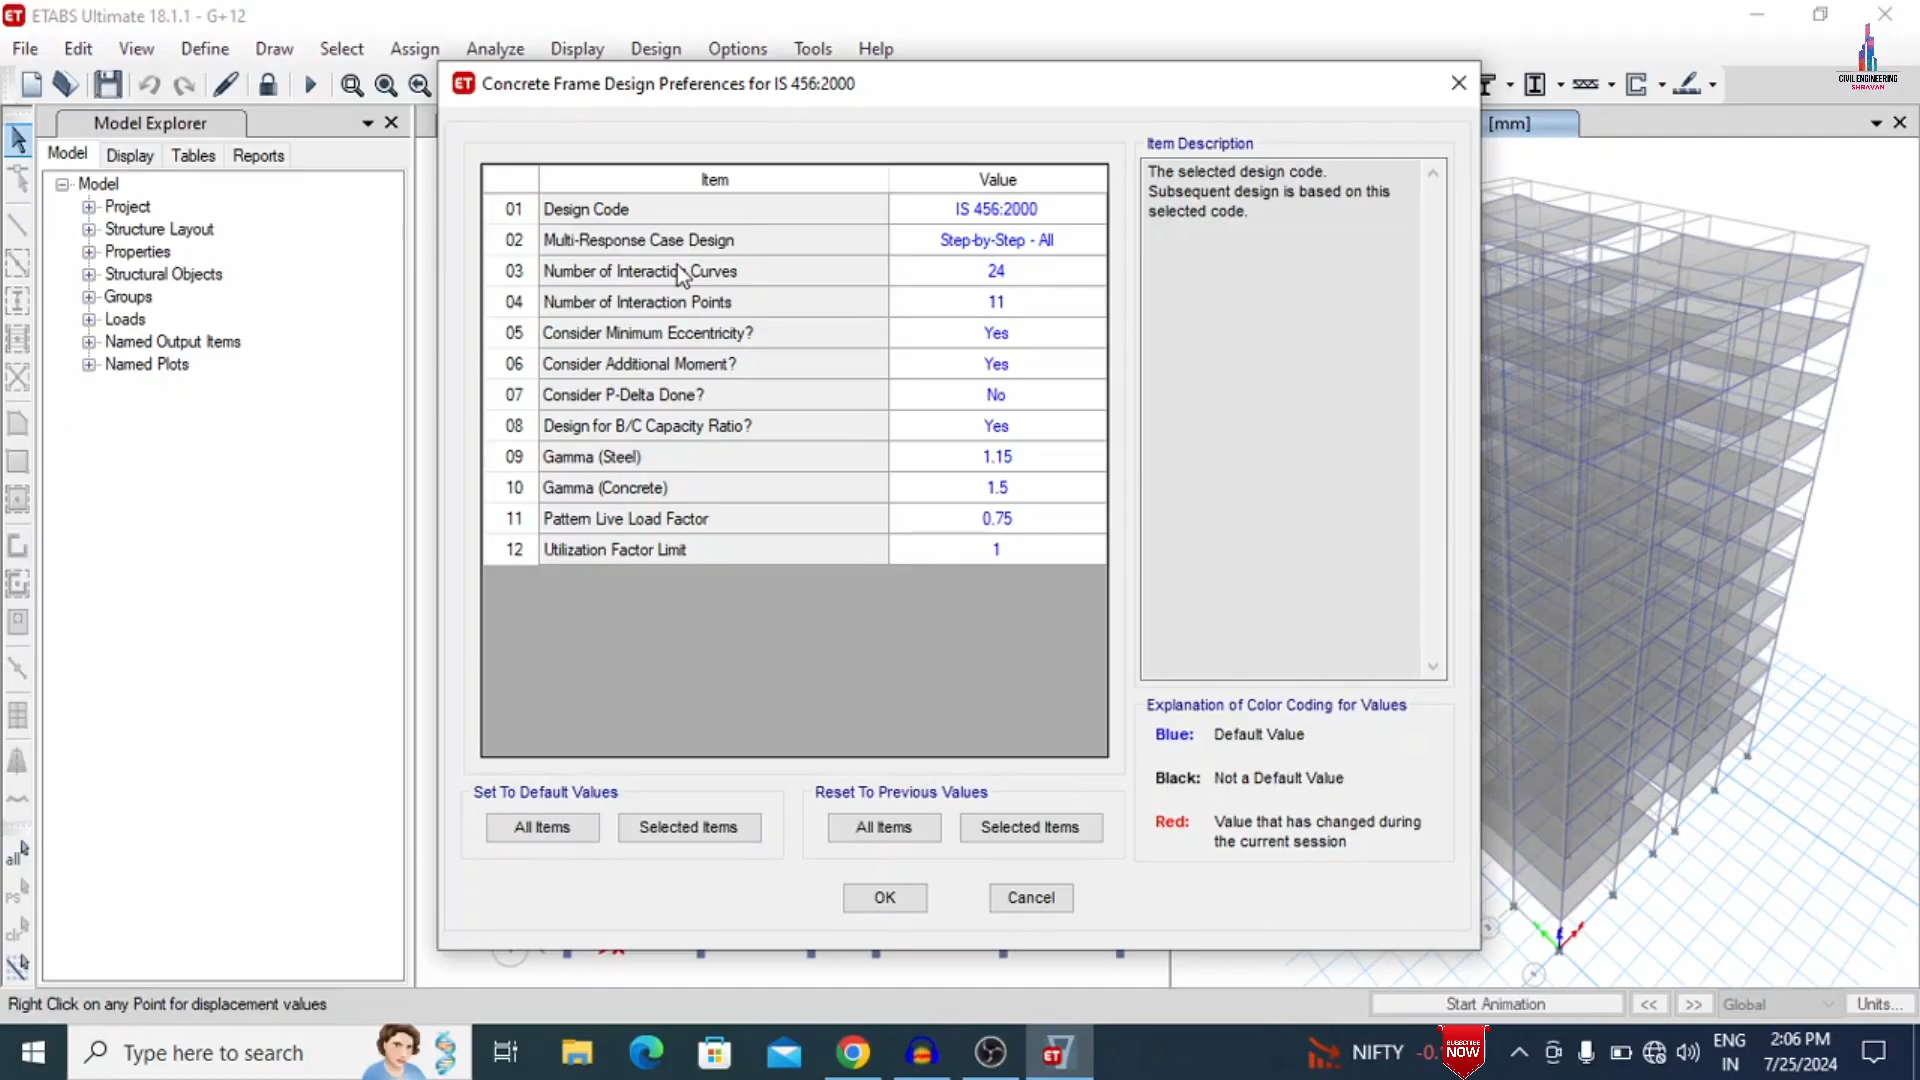 ETABS Ultimate 18.1.1 - G+12
File Edit View Define Draw Select Assign Analyze Display Design Options Tools Help
CIVIL ENGINEERING
SHRAVAN
Concrete Frame Design Preferences for IS 456:2000
Model Explorer
[mm]
Model Display Tables Reports
Model
Project
Structure Layout
Properties
Structural Objects
Groups
Loads
Named Output Items
Named Plots
Item Value
01 Design Code IS 456:2000
02 Multi-Response Case Design Step-by-Step - All
03 Number of Interaction Curves 24
04 Number of Interaction Points 11
05 Consider Minimum Eccentricity? Yes
06 Consider Additional Moment? Yes
07 Consider P-Delta Done? No
08 Design for B/C Capacity Ratio? Yes
09 Gamma (Steel) 1.15
10 Gamma (Concrete) 1.5
11 Pattern Live Load Factor 0.75
12 Utilization Factor Limit 1
Item Description
The selected design code.
Subsequent design is based on this
selected code.
Explanation of Color Coding for Values
Blue: Default Value
Black: Not a Default Value
Red: Value that has changed during
the current session
Set To Default Values
All Items Selected Items
Reset To Previous Values
All Items Selected Items
OK Cancel
all
PS
clr
Right Click on any Point for displacement values
Start Animation << >> Global Units...
Type here to search
ET
NIFTY
SUBSCRIBE
NOW
ENG
IN
2:06 PM
7/25/2024